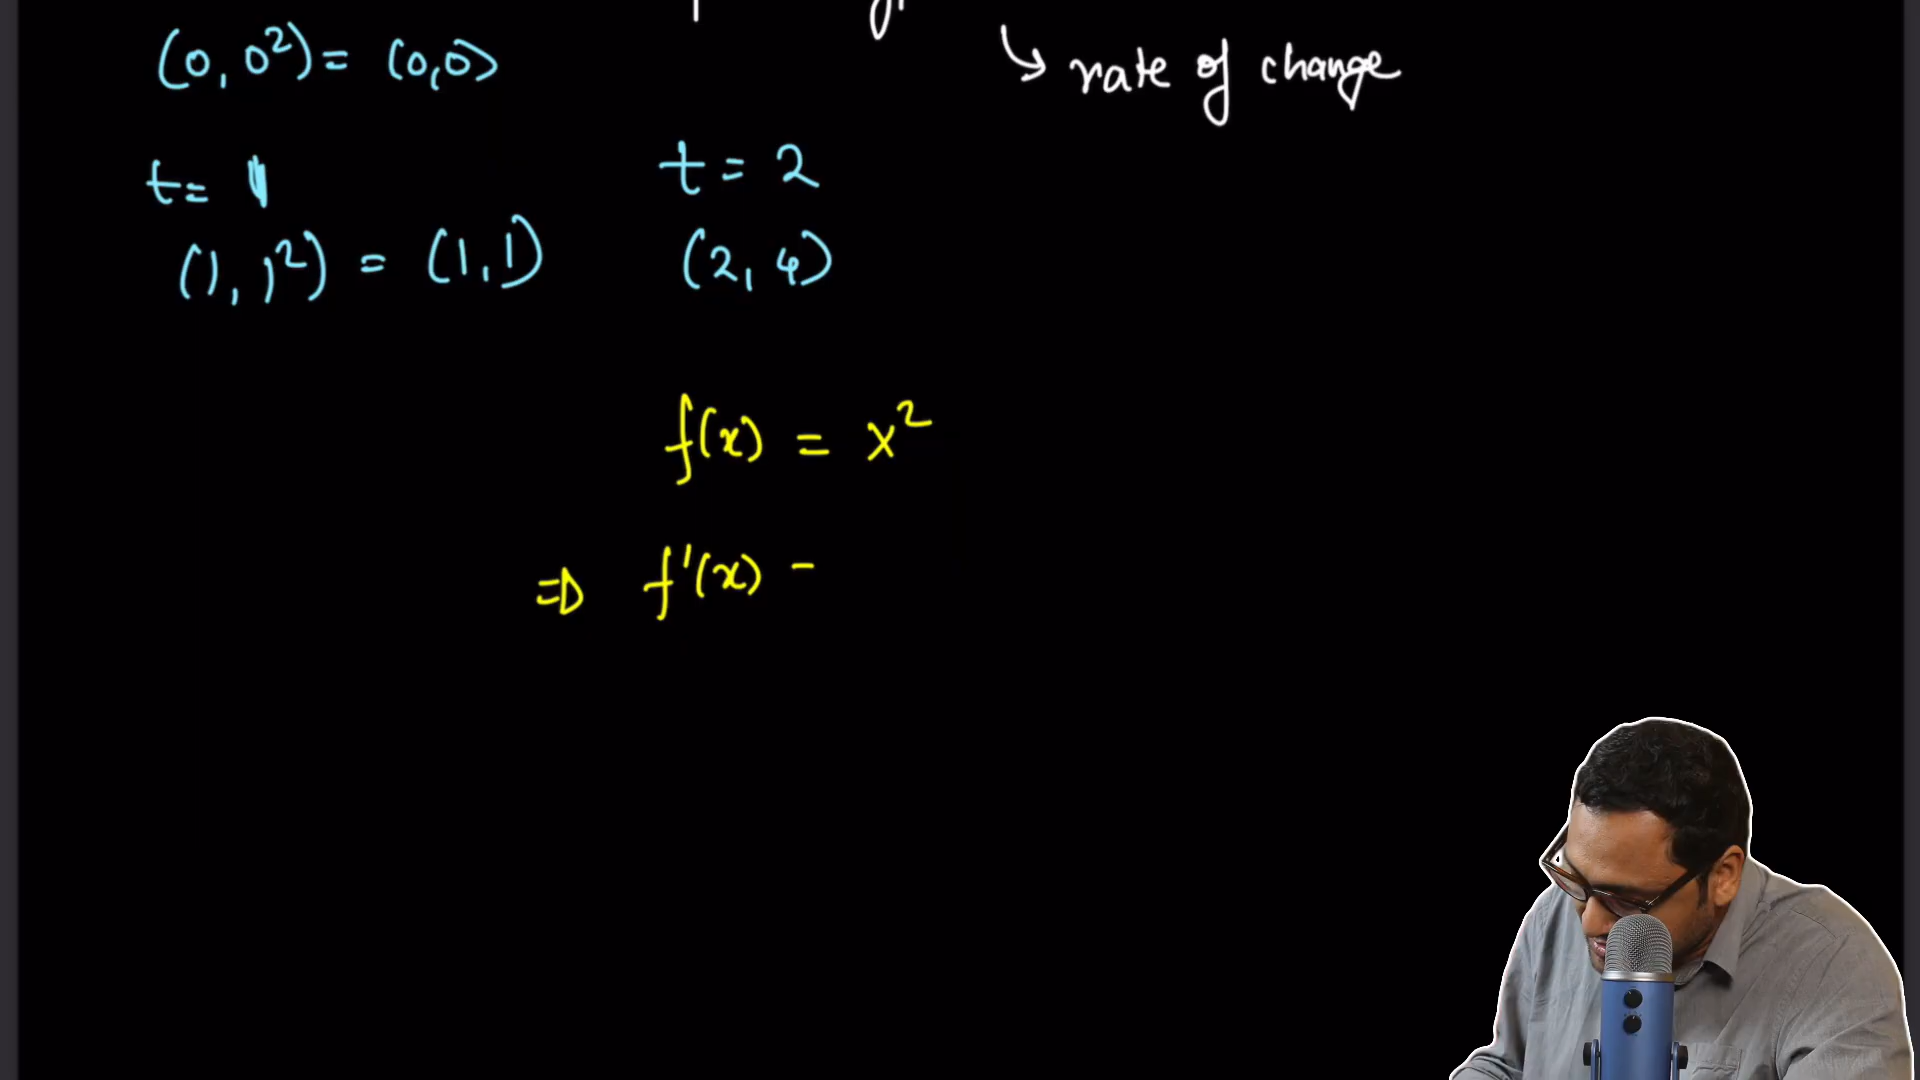 (0, 0²) = (0,0)
↳ rate of change
t = 1
t = 2
(1, 1²) = (1,1)
(2, 4)
f(x) = x²
⇒ f'(x) -